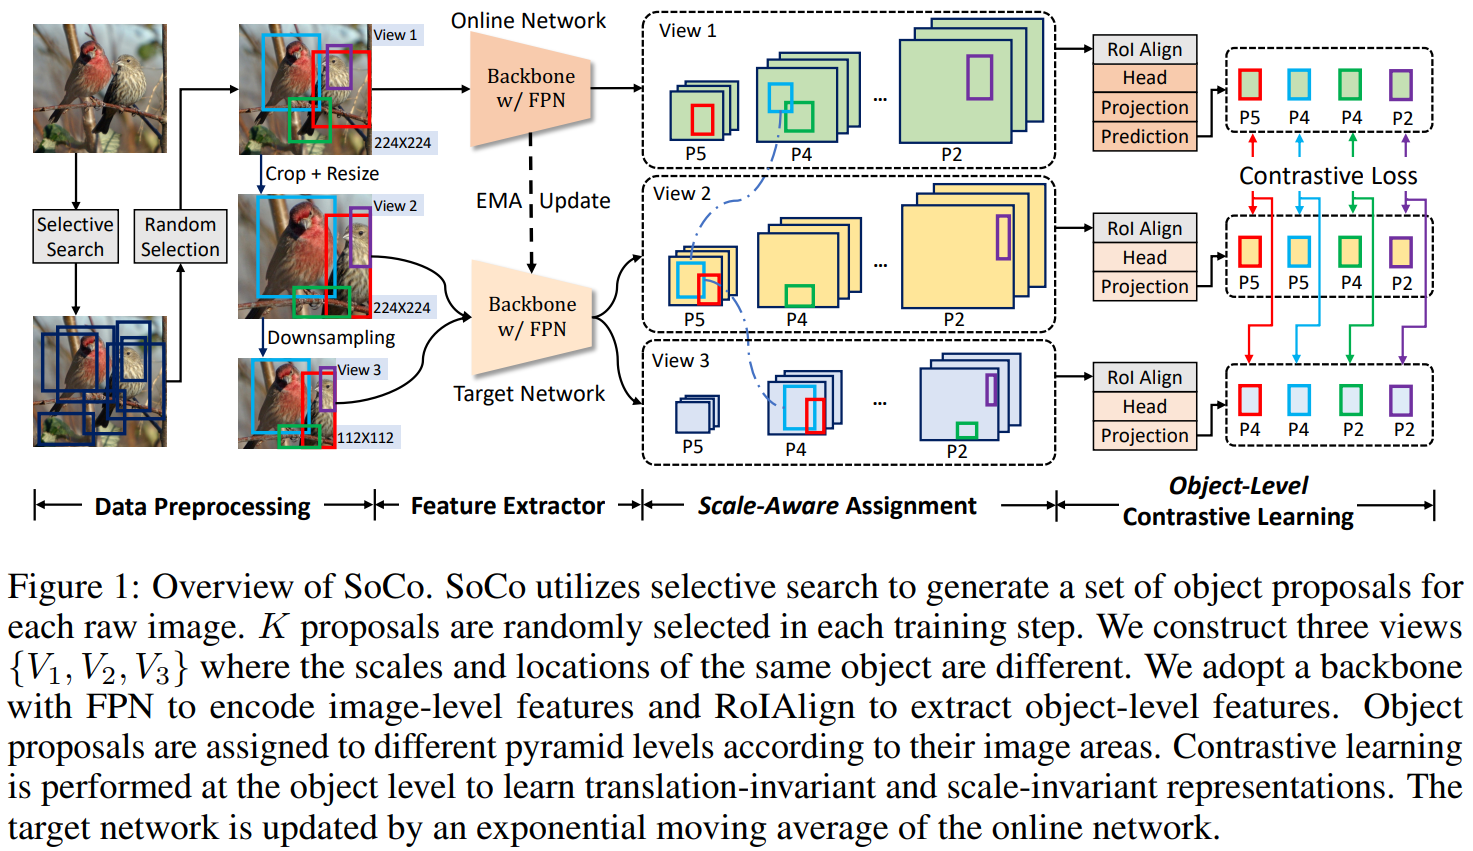 Online Network
View 1
224X224
Crop + Resize
View 2
224X224
Downsampling
View 3
112X112
Selective
Search
Random
Selection
Backbone
w/ FPN
EMA Update
Backbone
w/ FPN
Target Network
View 1
P5
P4
...
P2
View 2
P5
P4
...
P2
View 3
P5
P4
...
P2
RoI Align
Head
Projection
Prediction
P5 P4 P4 P2
Contrastive Loss
RoI Align
Head
Projection
P5 P5 P4 P2
RoI Align
Head
Projection
P4 P4 P2 P2
Data Preprocessing
Feature Extractor
Scale-Aware Assignment
Object-Level
Contrastive Learning
Figure 1: Overview of SoCo. SoCo utilizes selective search to generate a set of object proposals for
each raw image. K proposals are randomly selected in each training step. We construct three views
{V1, V2, V3} where the scales and locations of the same object are different. We adopt a backbone
with FPN to encode image-level features and RoIAlign to extract object-level features. Object
proposals are assigned to different pyramid levels according to their image areas. Contrastive learning
is performed at the object level to learn translation-invariant and scale-invariant representations. The
target network is updated by an exponential moving average of the online network.